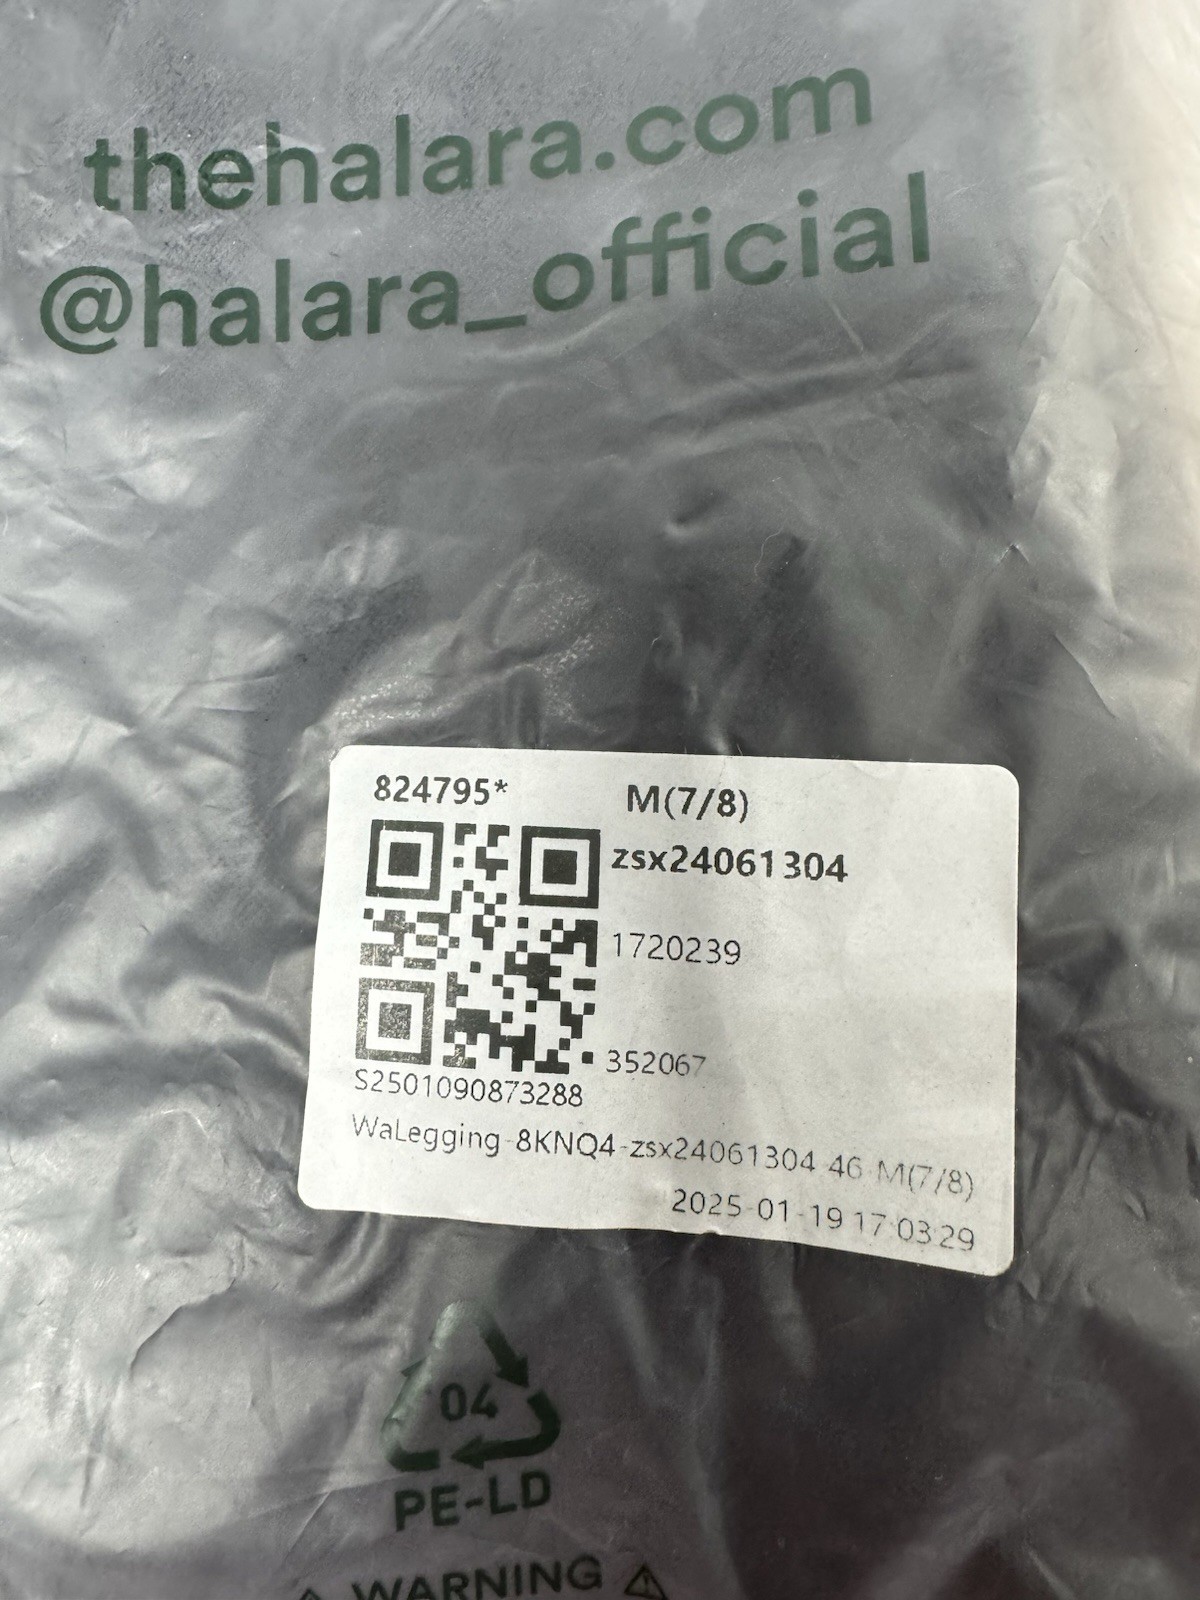 thehalara.com
@halara_official
824795*
M(7/8)
zsx24061304
1720239
352067
S2501090873288
WaLegging-8KNQ4-zsx24061304-46-M(7/8)
2025-01-19 17:03:29
04
PE-LD
⚠ WARNING ⚠